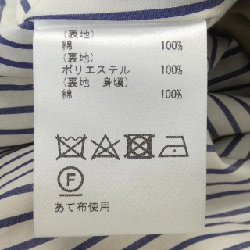 (表地)
綿 100%
(裏地)
ポリエステル 100%
(裏地 身頃)
綿 100%
F
あて布使用